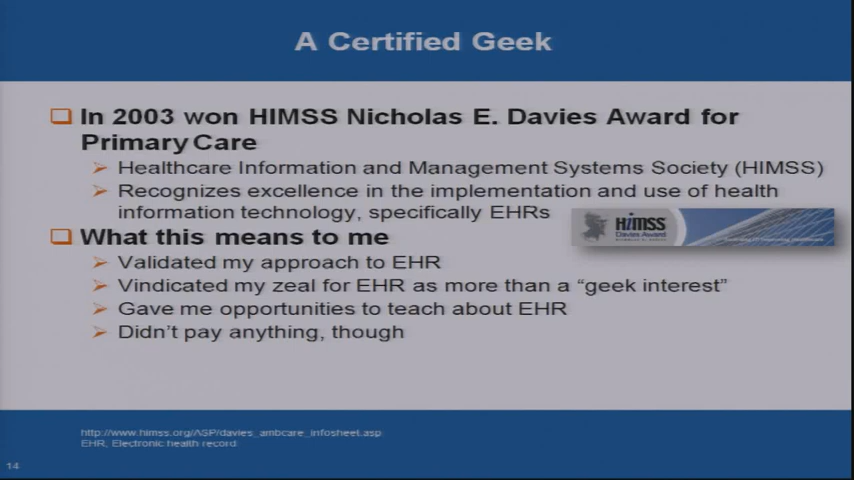 A Certified Geek
In 2003 won HIMSS Nicholas E. Davies Award for
Primary Care
Healthcare Information and Management Systems Society (HIMSS)
Recognizes excellence in the implementation and use of health
information technology, specifically EHRs
HIMSS
Davies Award
What this means to me
Validated my approach to EHR
Vindicated my zeal for EHR as more than a “geek interest”
Gave me opportunities to teach about EHR
Didn’t pay anything, though
http://www.himss.org/ASP/davies_ambcare_infosheet.asp
EHR, Electronic health record
14